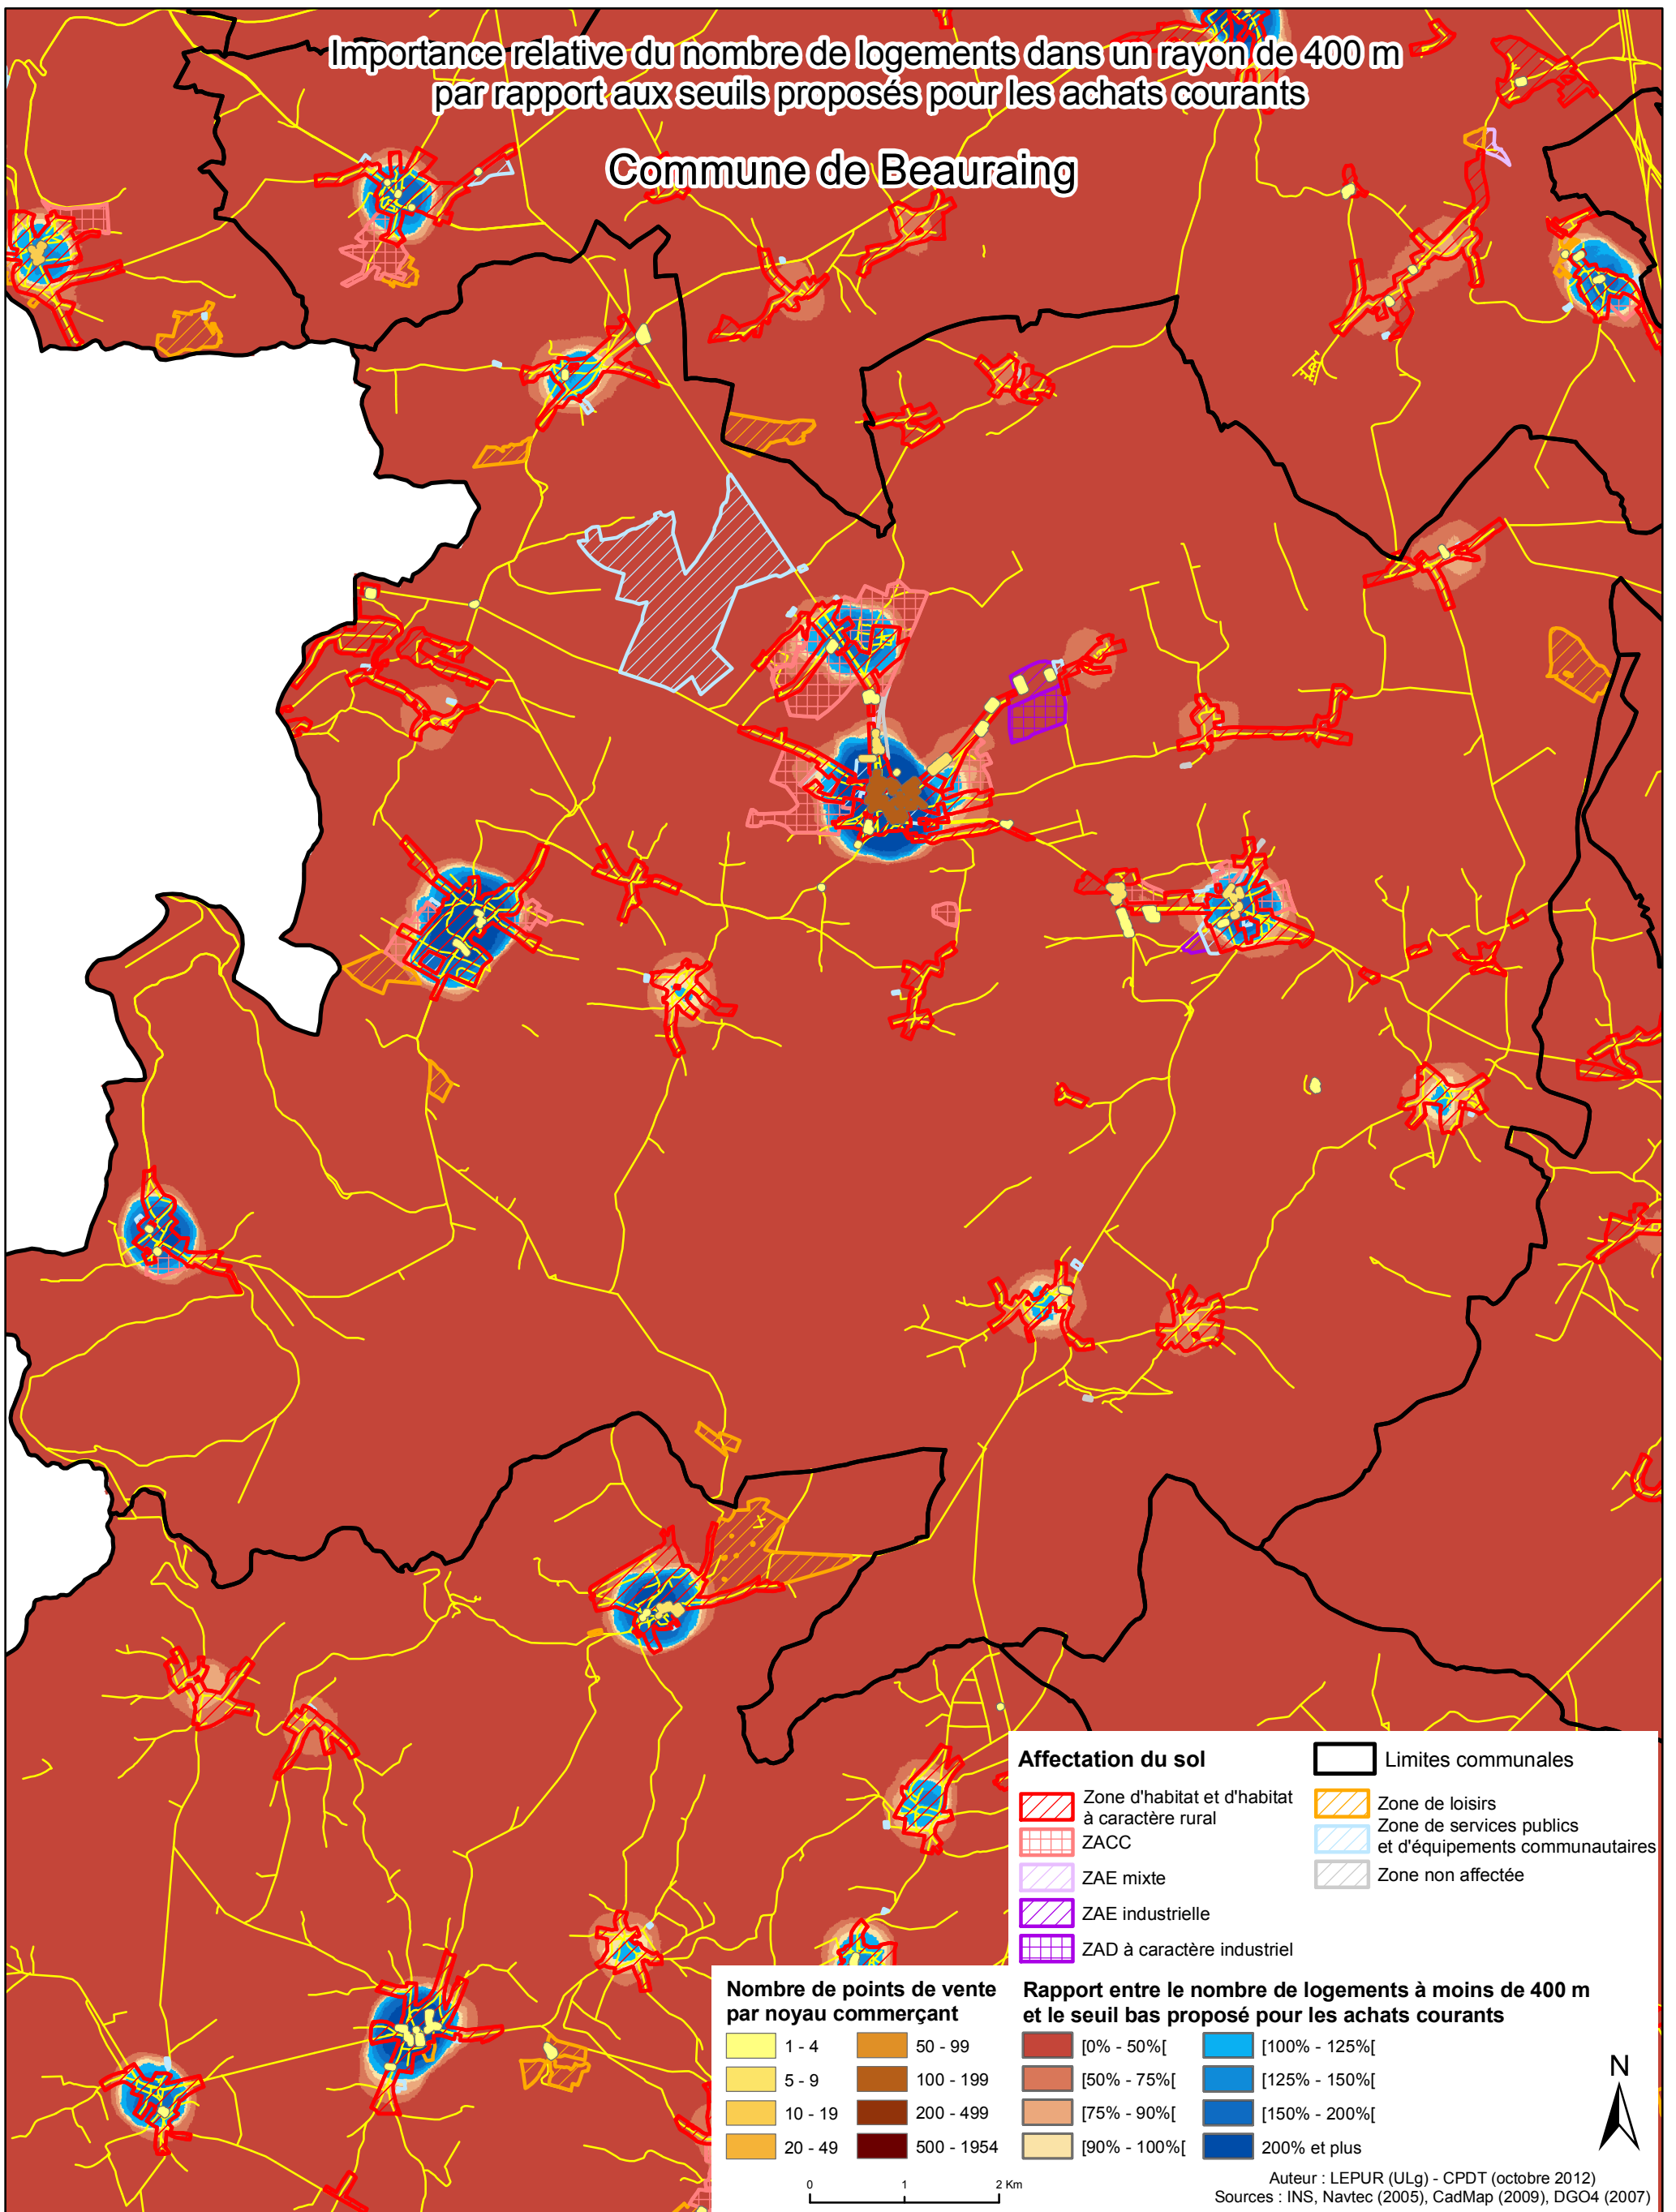 Importance relative du nombre de logements dans un rayon de 400 m
par rapport aux seuils proposés pour les achats courants
Commune de Beauraing
Affectation du sol
Zone d'habitat et d'habitat
à caractère rural
ZACC
ZAE mixte
ZAE industrielle
ZAD à caractère industriel
Limites communales
Zone de loisirs
Zone de services publics
et d'équipements communautaires
Zone non affectée
Nombre de points de vente
par noyau commerçant
1 - 4
5 - 9
10 - 19
20 - 49
50 - 99
100 - 199
200 - 499
500 - 1954
Rapport entre le nombre de logements à moins de 400 m
et le seuil bas proposé pour les achats courants
[0% - 50%[
[50% - 75%[
[75% - 90%[
[90% - 100%[
[100% - 125%[
[125% - 150%[
[150% - 200%[
200% et plus
N
0 1 2 Km
Auteur : LEPUR (ULg) - CPDT (octobre 2012)
Sources : INS, Navtec (2005), CadMap (2009), DGO4 (2007)